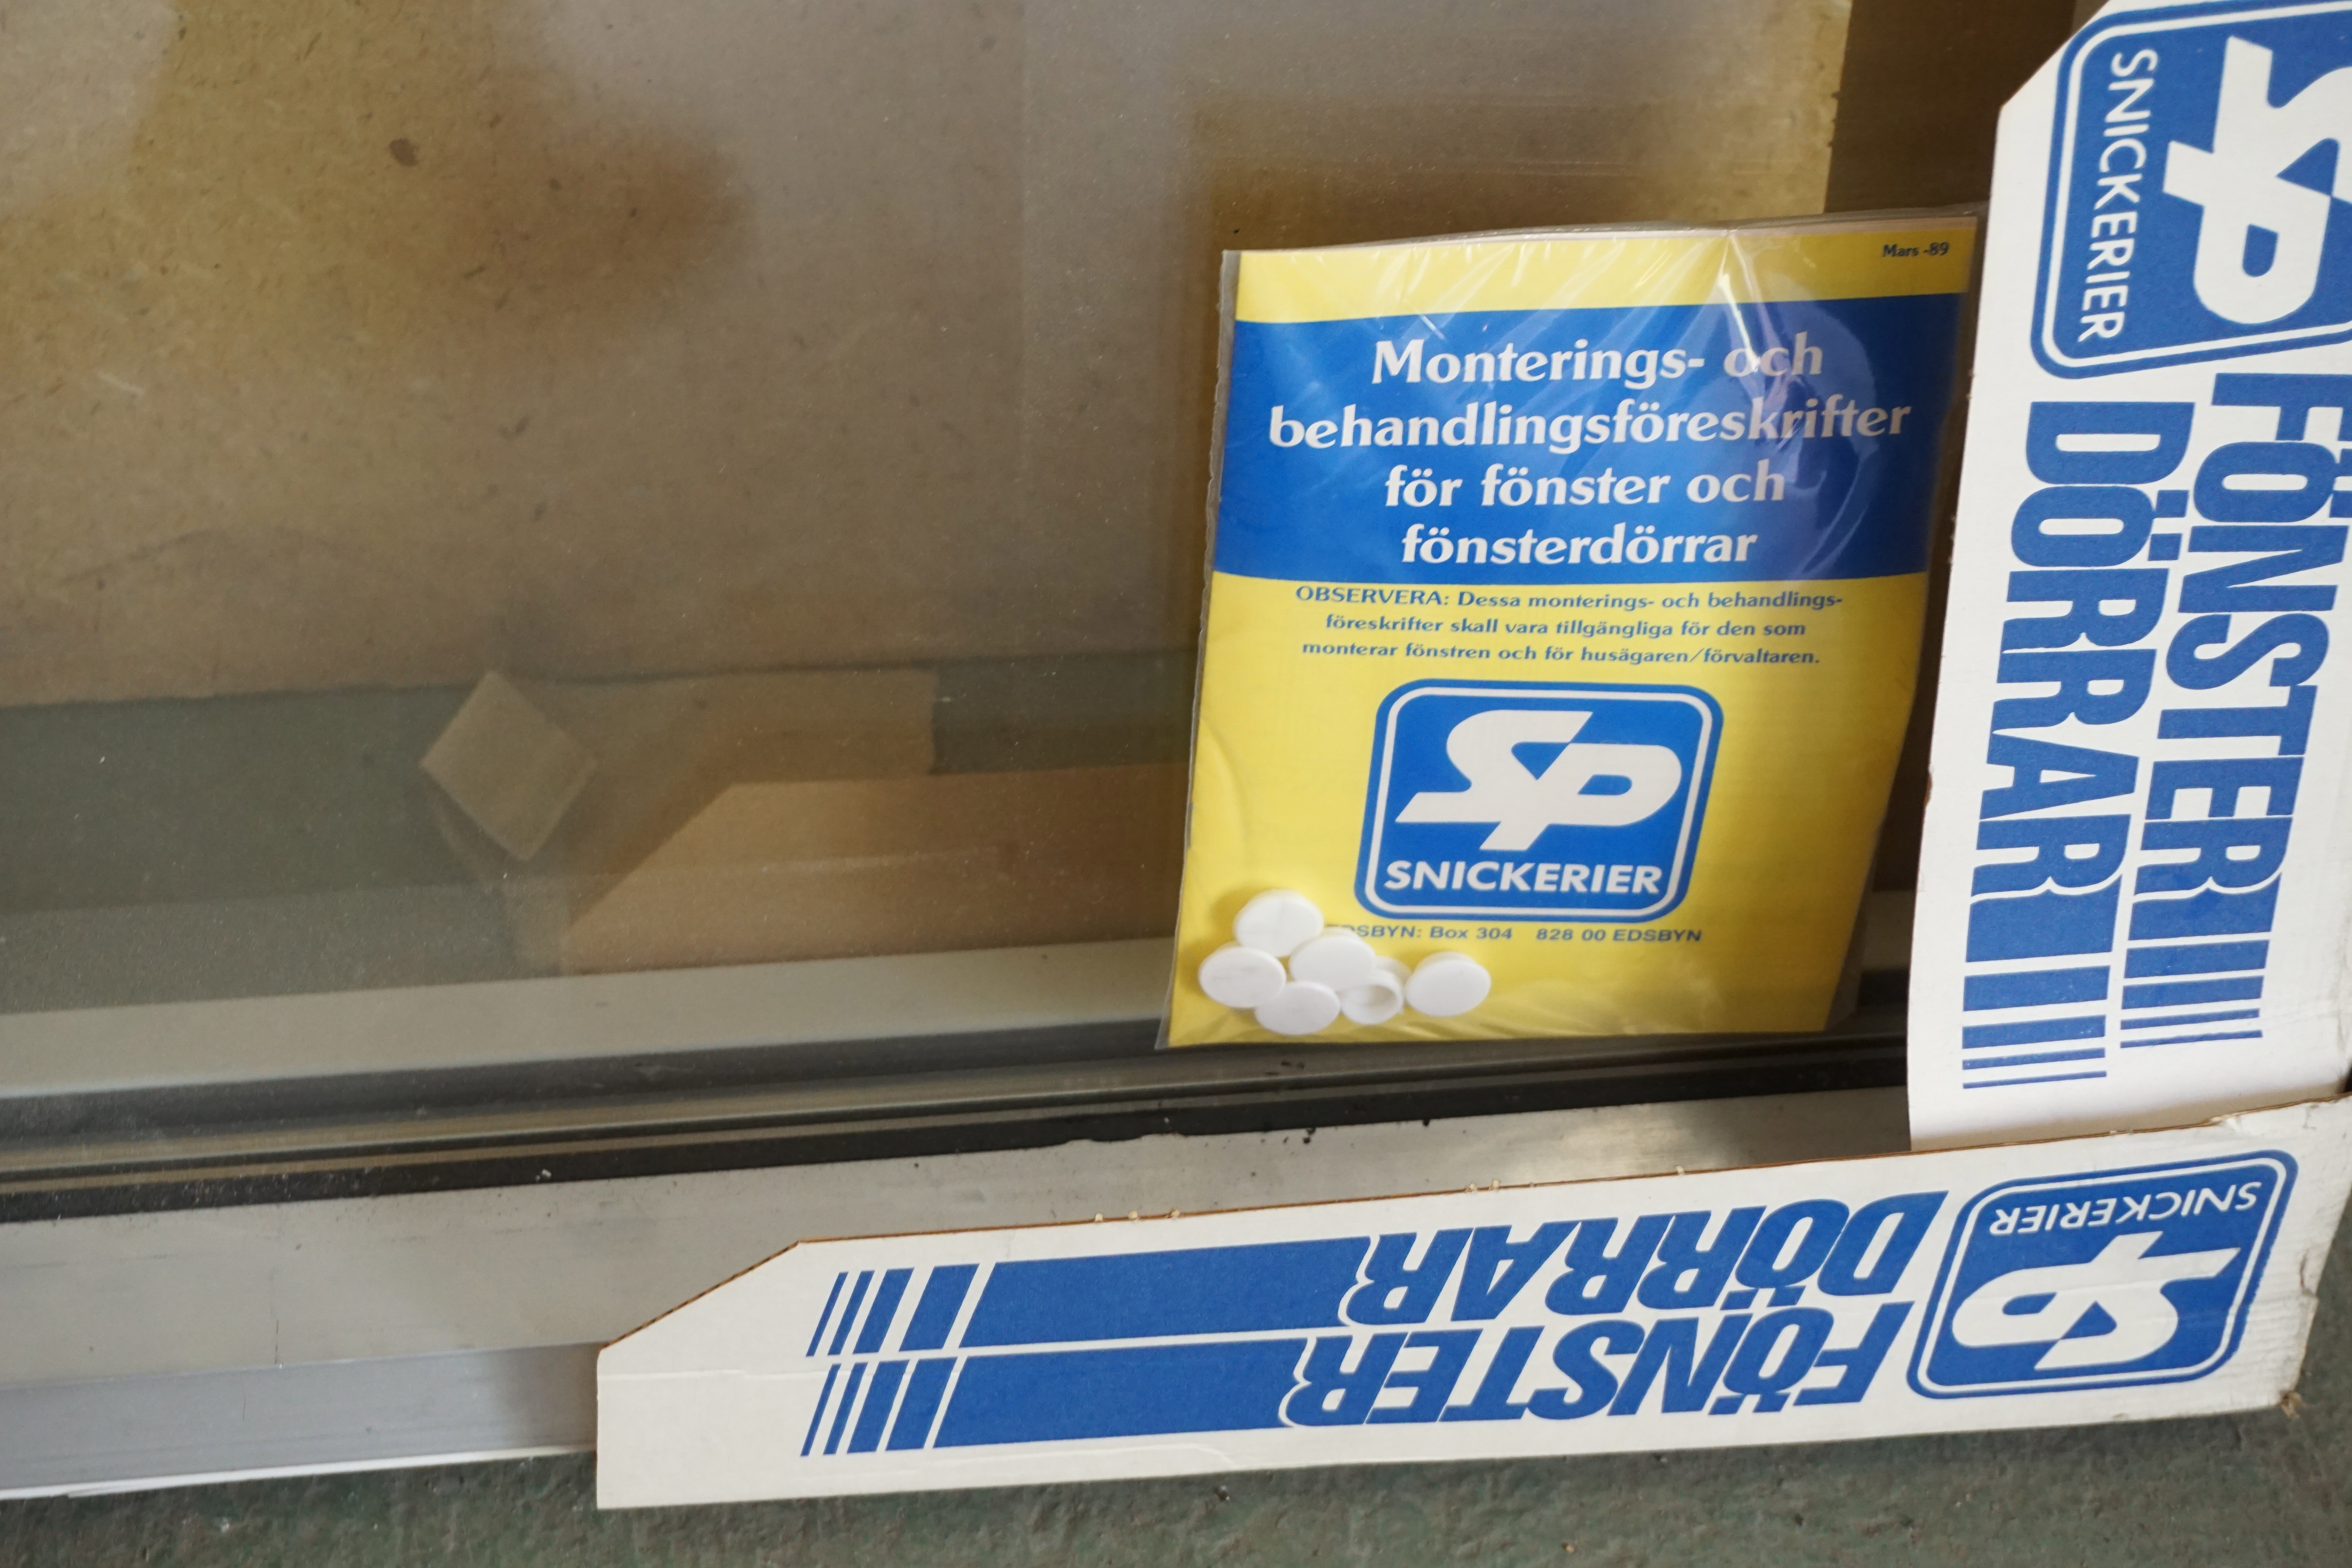 Mars -89
Monterings- och
behandlingsföreskrifter
för fönster och
fönsterdörrar
OBSERVERA: Dessa monterings- och behandlings-
föreskrifter skall vara tillgängliga för den som
monterar fönstren och för husägaren/förvaltaren.
SP
SNICKERIER
Box 304 828 00 EDSBYN
SP
SNICKERIER
FÖNSTER
DÖRRAR
SP
SNICKERIER
FÖNSTER
DÖRRAR